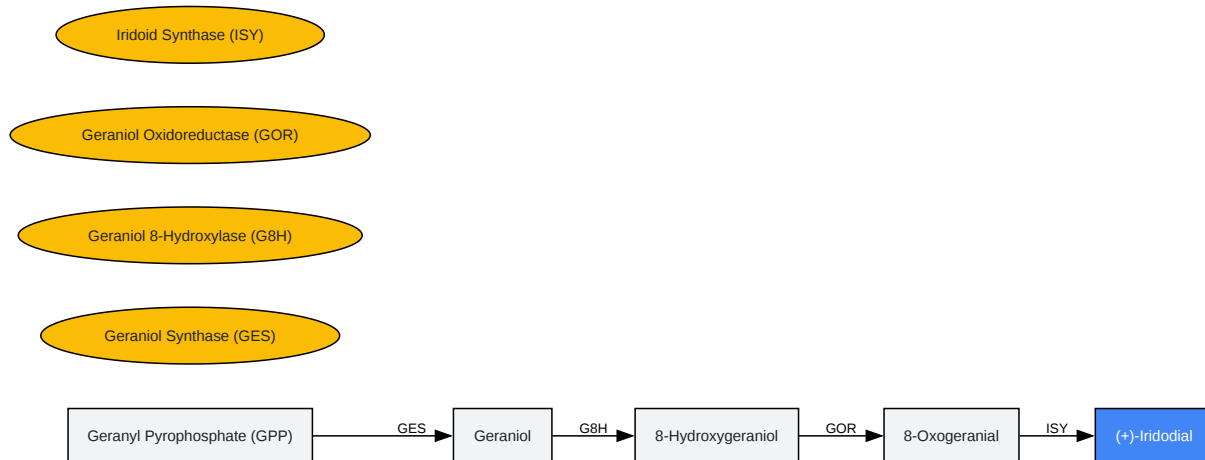 Iridoid Synthase (ISY)
Geraniol Oxidoreductase (GOR)
Geraniol 8-Hydroxylase (G8H)
Geraniol Synthase (GES)
Geranyl Pyrophosphate (GPP)
GES
Geraniol
G8H
8-Hydroxygeraniol
GOR
8-Oxogeranial
ISY
(+)-Iridodial